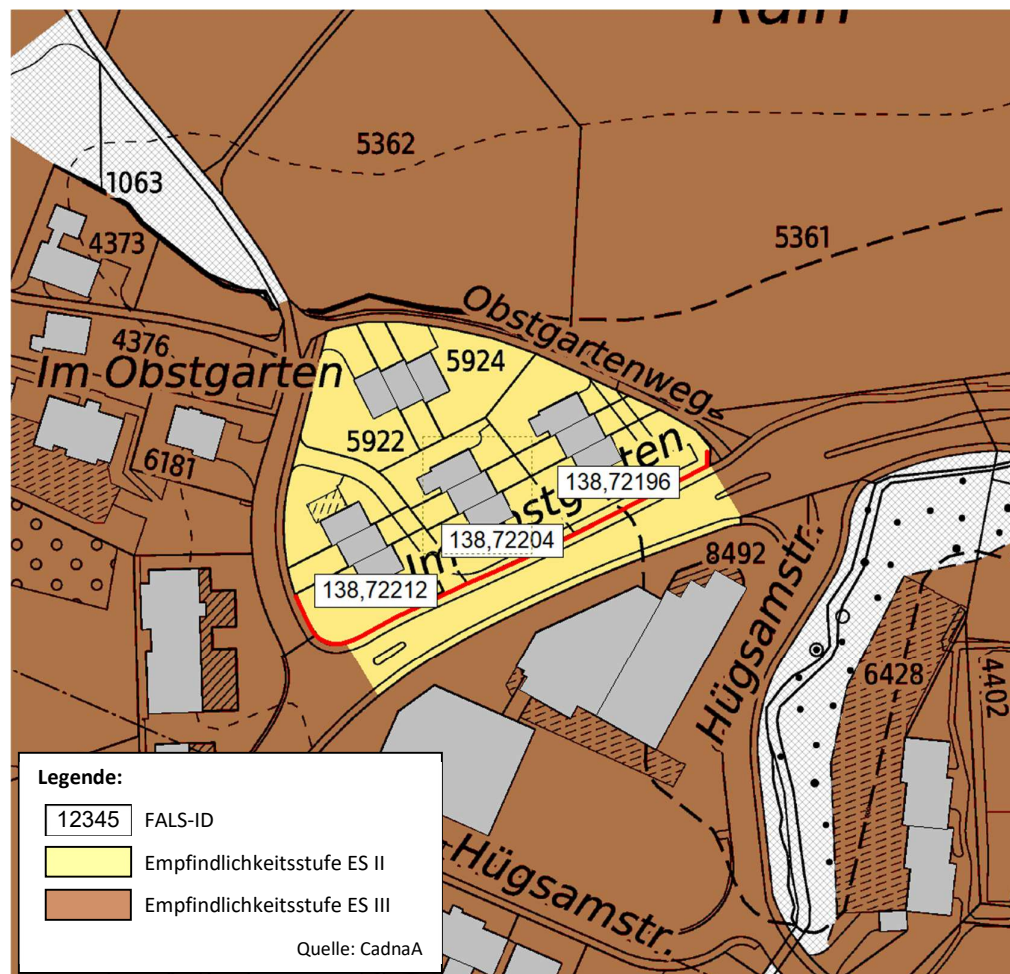 5362
1063
4373
5361
Obstgartenweg
4376
5924
Im Obstgarten
5922
6181
Im Obstgarten
138,72196
138,72204
138,72212
8492
Hügsamstr.
6428
4402
Hügsamstr.
Legende:
12345 FALS-ID
Empfindlichkeitsstufe ES II
Empfindlichkeitsstufe ES III
Quelle: CadnaA